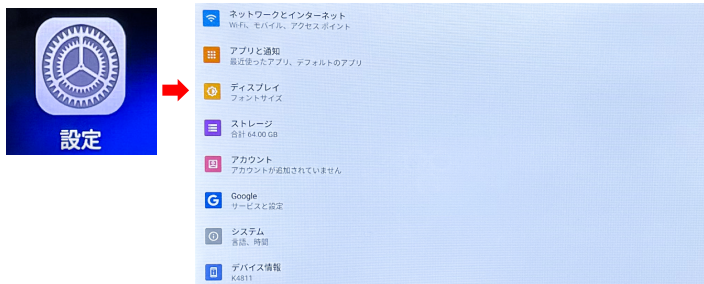 設定
ネットワークとインターネット
Wi-Fi、モバイル、アクセス ポイント
アプリと通知
最近使ったアプリ、デフォルトのアプリ
ディスプレイ
フォントサイズ
ストレージ
合計 64.00 GB
アカウント
アカウントが追加されていません
Google
サービスと設定
システム
言語、時間
デバイス情報
K4811